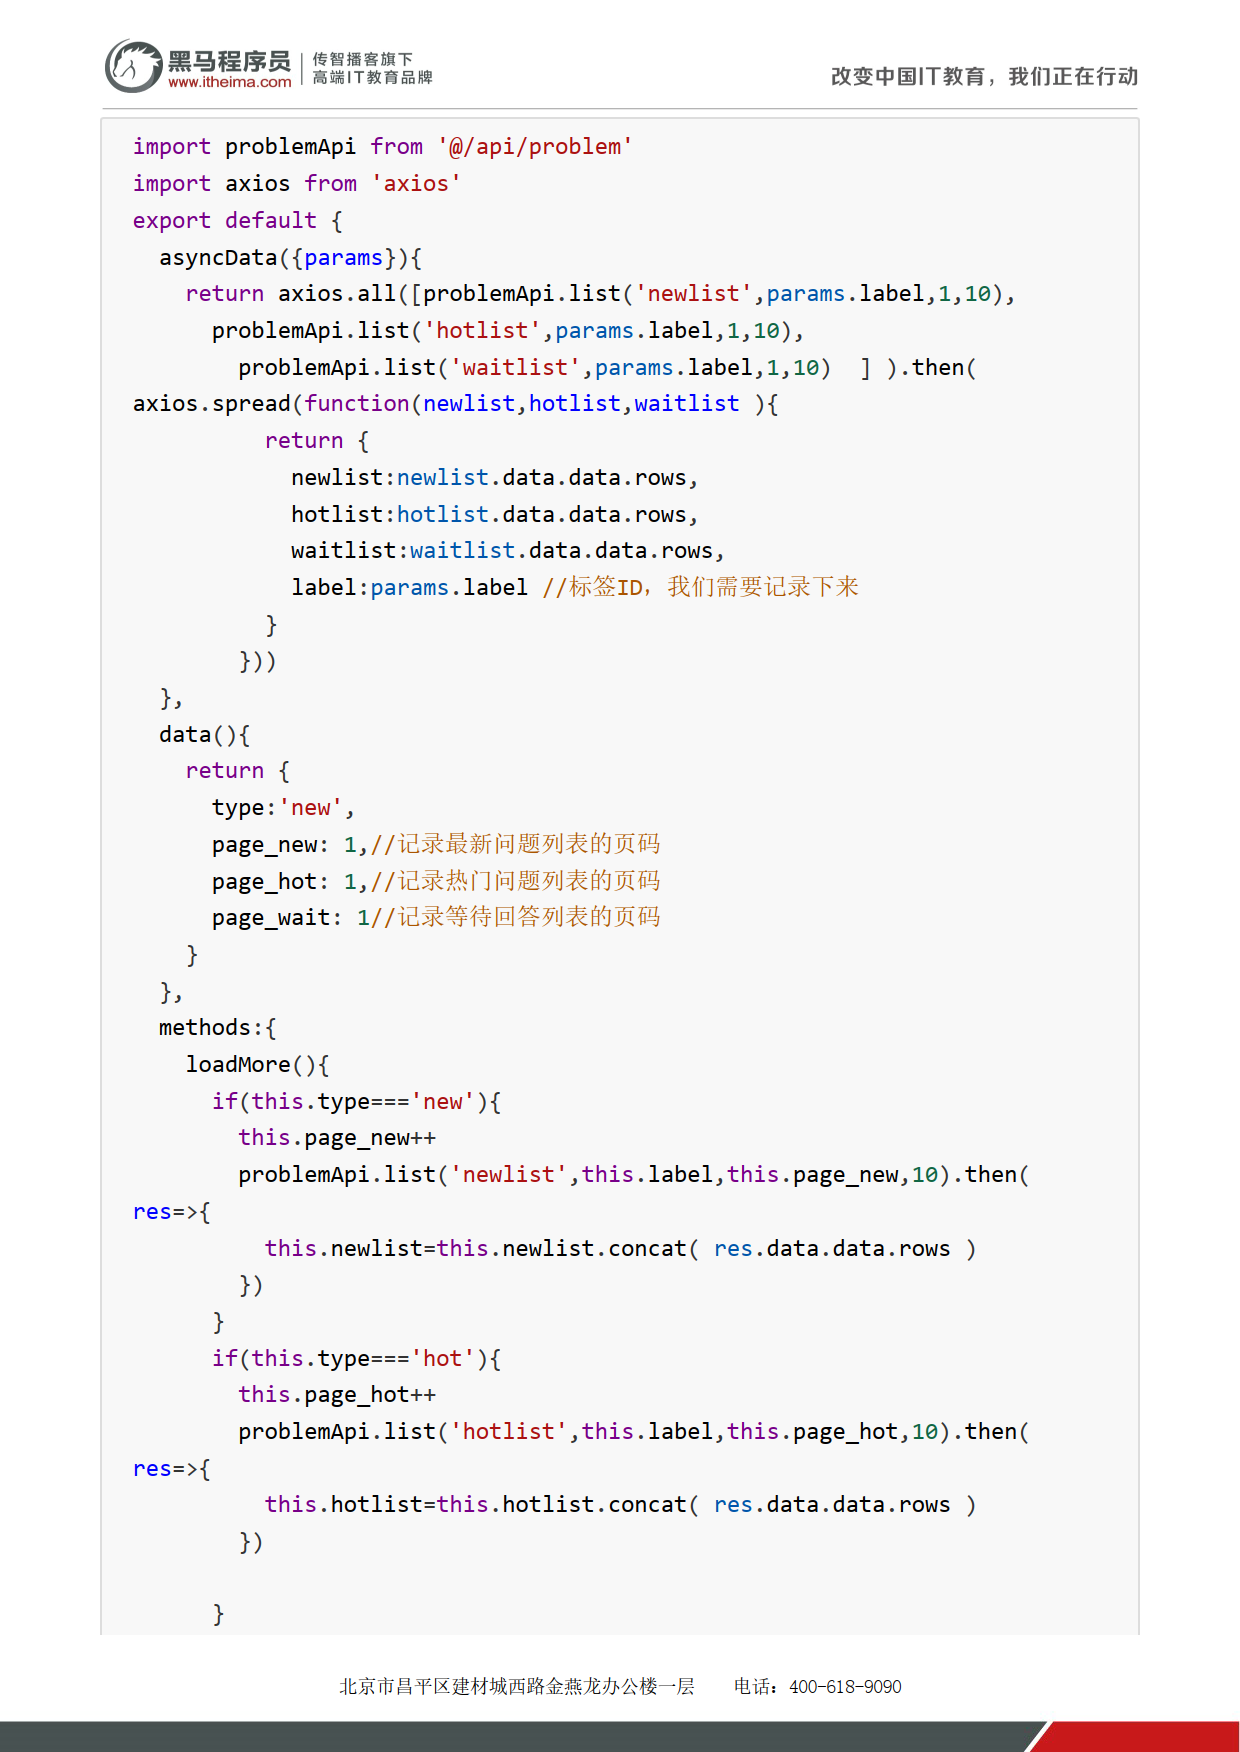 黑马程序员
www.itheima.com
传智播客旗下
高端IT教育品牌
改变中国IT教育，我们正在行动
import problemApi from '@/api/problem'
import axios from 'axios'
export default {
  asyncData({params}){
    return axios.all([problemApi.list('newlist',params.label,1,10),
      problemApi.list('hotlist',params.label,1,10),
        problemApi.list('waitlist',params.label,1,10)  ] ).then(
axios.spread(function(newlist,hotlist,waitlist ){
          return {
            newlist:newlist.data.data.rows,
            hotlist:hotlist.data.data.rows,
            waitlist:waitlist.data.data.rows,
            label:params.label //标签ID，我们需要记录下来
          }
        }))
  },
  data(){
    return {
      type:'new',
      page_new: 1,//记录最新问题列表的页码
      page_hot: 1,//记录热门问题列表的页码
      page_wait: 1//记录等待回答列表的页码
    }
  },
  methods:{
    loadMore(){
      if(this.type==='new'){
        this.page_new++
        problemApi.list('newlist',this.label,this.page_new,10).then(
res=>{
          this.newlist=this.newlist.concat( res.data.data.rows )
        })
      }
      if(this.type==='hot'){
        this.page_hot++
        problemApi.list('hotlist',this.label,this.page_hot,10).then(
res=>{
          this.hotlist=this.hotlist.concat( res.data.data.rows )
        })
      }
北京市昌平区建材城西路金燕龙办公楼一层 电话：400-618-9090